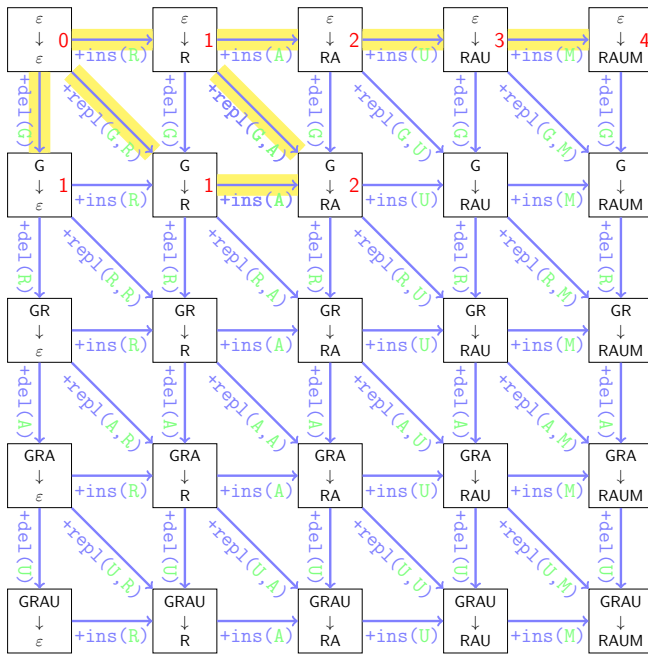 ε ε ε ε ε
↓ 0 ↓ 1 ↓ 2 ↓ 3 ↓ 4
ε +ins(R) R +ins(A) RA +ins(U) RAU +ins(M) RAUM
+del(G) +repl(G,R) +del(G) +repl(G,A) +del(G) +repl(G,U) +del(G) +repl(G,M) +del(G)
G G G G G
↓ 1 ↓ 1 ↓ 2 ↓ ↓
ε +ins(R) R +ins(A) RA +ins(U) RAU +ins(M) RAUM
+del(R) +repl(R,R) +del(R) +repl(R,A) +del(R) +repl(R,U) +del(R) +repl(R,M) +del(R)
GR GR GR GR GR
↓ ↓ ↓ ↓ ↓
ε +ins(R) R +ins(A) RA +ins(U) RAU +ins(M) RAUM
+del(A) +repl(A,R) +del(A) +repl(A,A) +del(A) +repl(A,U) +del(A) +repl(A,M) +del(A)
GRA GRA GRA GRA GRA
↓ ↓ ↓ ↓ ↓
ε +ins(R) R +ins(A) RA +ins(U) RAU +ins(M) RAUM
+del(U) +repl(U,R) +del(U) +repl(U,A) +del(U) +repl(U,U) +del(U) +repl(U,M) +del(U)
GRAU GRAU GRAU GRAU GRAU
↓ ↓ ↓ ↓ ↓
ε +ins(R) R +ins(A) RA +ins(U) RAU +ins(M) RAUM